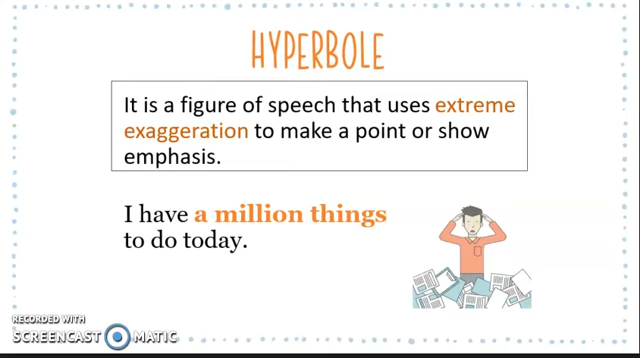 HYPERBOLE
It is a figure of speech that uses extreme
exaggeration to make a point or show
emphasis.
I have a million things
to do today.
RECORDED WITH
SCREENCAST MATIC